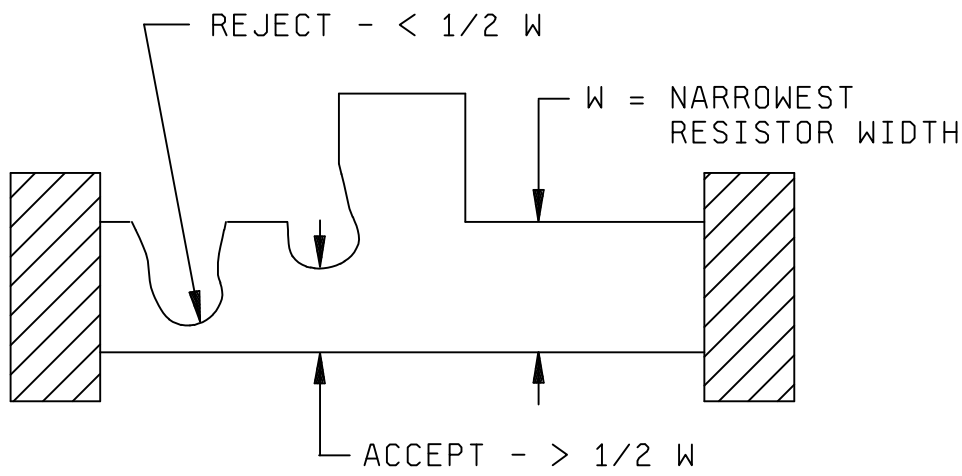 REJECT - < 1/2 W
W = NARROWEST
RESISTOR WIDTH
ACCEPT - > 1/2 W